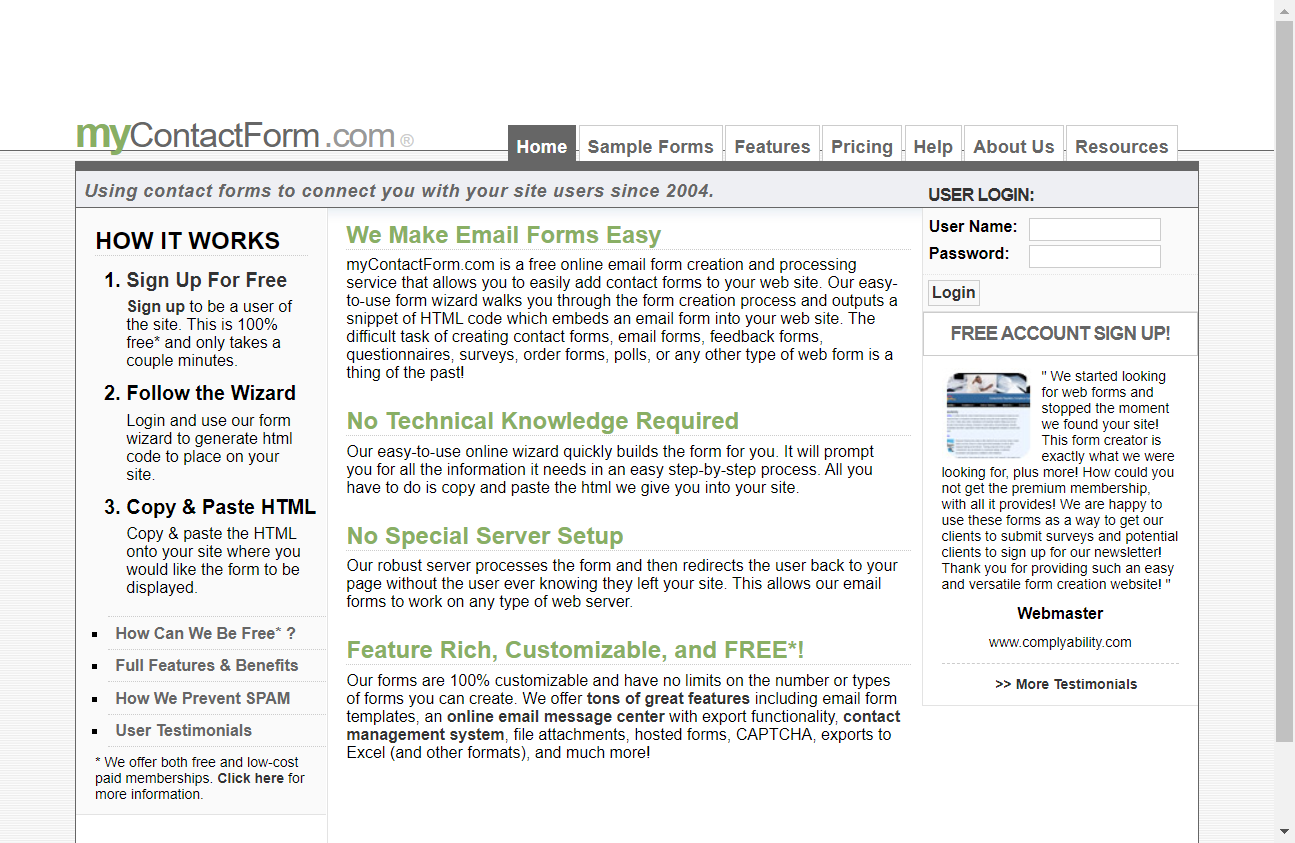 myContactForm.com ®
Home
Sample Forms
Features
Pricing
Help
About Us
Resources
Using contact forms to connect you with your site users since 2004.
HOW IT WORKS
1. Sign Up For Free
Sign up to be a user of
the site. This is 100%
free* and only takes a
couple minutes.
2. Follow the Wizard
Login and use our form
wizard to generate html
code to place on your
site.
3. Copy & Paste HTML
Copy & paste the HTML
onto your site where you
would like the form to be
displayed.
How Can We Be Free* ?
Full Features & Benefits
How We Prevent SPAM
User Testimonials
* We offer both free and low-cost
paid memberships. Click here for
more information.
We Make Email Forms Easy
myContactForm.com is a free online email form creation and processing
service that allows you to easily add contact forms to your web site. Our easy-
to-use form wizard walks you through the form creation process and outputs a
snippet of HTML code which embeds an email form into your web site. The
difficult task of creating contact forms, email forms, feedback forms,
questionnaires, surveys, order forms, polls, or any other type of web form is a
thing of the past!
No Technical Knowledge Required
Our easy-to-use online wizard quickly builds the form for you. It will prompt
you for all the information it needs in an easy step-by-step process. All you
have to do is copy and paste the html we give you into your site.
No Special Server Setup
Our robust server processes the form and then redirects the user back to your
page without the user ever knowing they left your site. This allows our email
forms to work on any type of web server.
Feature Rich, Customizable, and FREE*!
Our forms are 100% customizable and have no limits on the number or types
of forms you can create. We offer tons of great features including email form
templates, an online email message center with export functionality, contact
management system, file attachments, hosted forms, CAPTCHA, exports to
Excel (and other formats), and much more!
USER LOGIN:
User Name:
Password:
Login
FREE ACCOUNT SIGN UP!
" We started looking
for web forms and
stopped the moment
we found your site!
This form creator is
exactly what we were
looking for, plus more! How could you
not get the premium membership,
with all it provides! We are happy to
use these forms as a way to get our
clients to submit surveys and potential
clients to sign up for our newsletter!
Thank you for providing such an easy
and versatile form creation website! "
Webmaster
www.complyability.com
>> More Testimonials